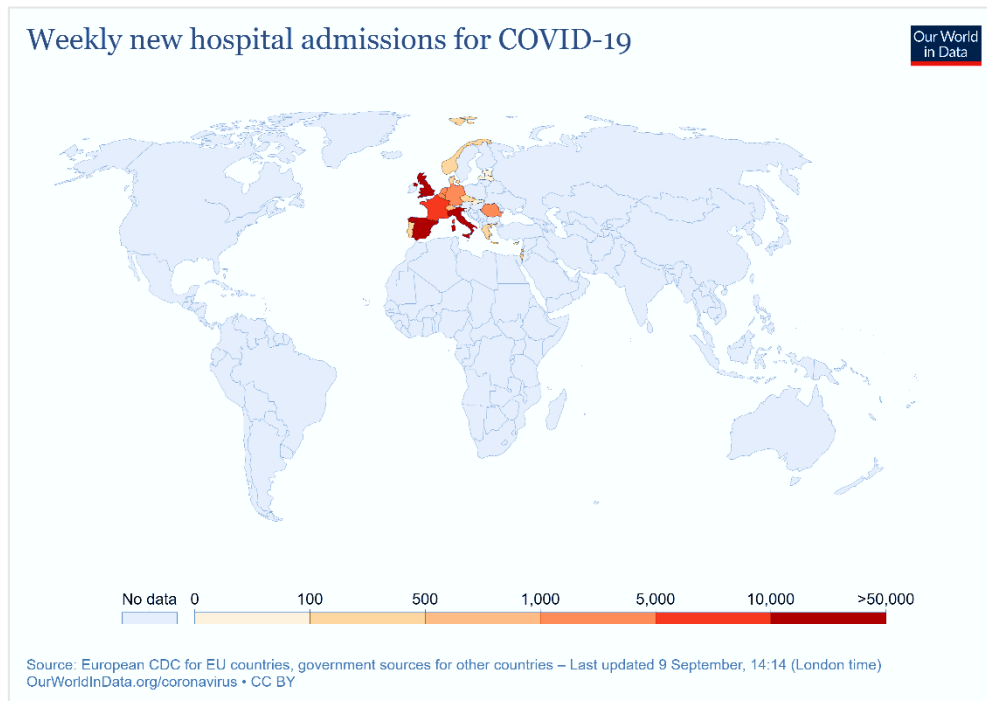 Weekly new hospital admissions for COVID-19
Our World
in Data
No data 0 100 500 1,000 5,000 10,000 >50,000
Source: European CDC for EU countries, government sources for other countries – Last updated 9 September, 14:14 (London time)
OurWorldInData.org/coronavirus • CC BY